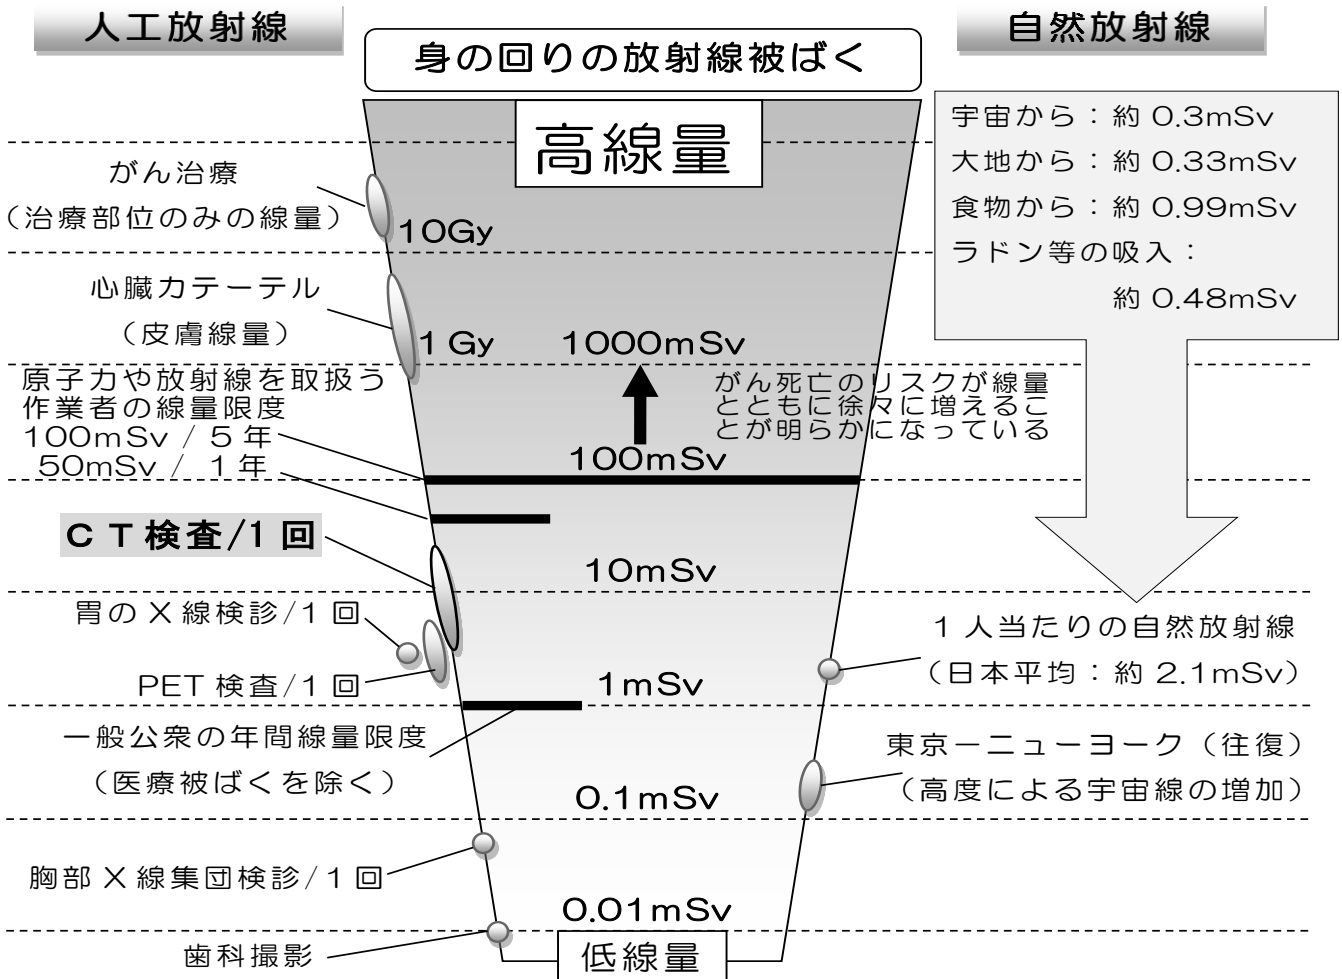 人工放射線
身の回りの放射線被ばく
自然放射線
高線量
宇宙から：約 0.3mSv
大地から：約 0.33mSv
食物から：約 0.99mSv
ラドン等の吸入：
約 0.48mSv
がん治療
（治療部位のみの線量）
10Gy
心臓カテーテル
（皮膚線量）
1 Gy
1000mSv
原子力や放射線を取扱う
作業者の線量限度
100mSv / 5 年
50mSv / 1 年
がん死亡のリスクが線量
とともに徐々に増えるこ
とが明らかになっている
100mSv
ＣＴ検査/1 回
10mSv
胃の X 線検診/1 回
PET 検査/1 回
1mSv
1 人当たりの自然放射線
（日本平均：約 2.1mSv）
一般公衆の年間線量限度
（医療被ばくを除く）
0.1mSv
東京ーニューヨーク（往復）
（高度による宇宙線の増加）
胸部 X 線集団検診/1 回
0.01mSv
歯科撮影
低線量